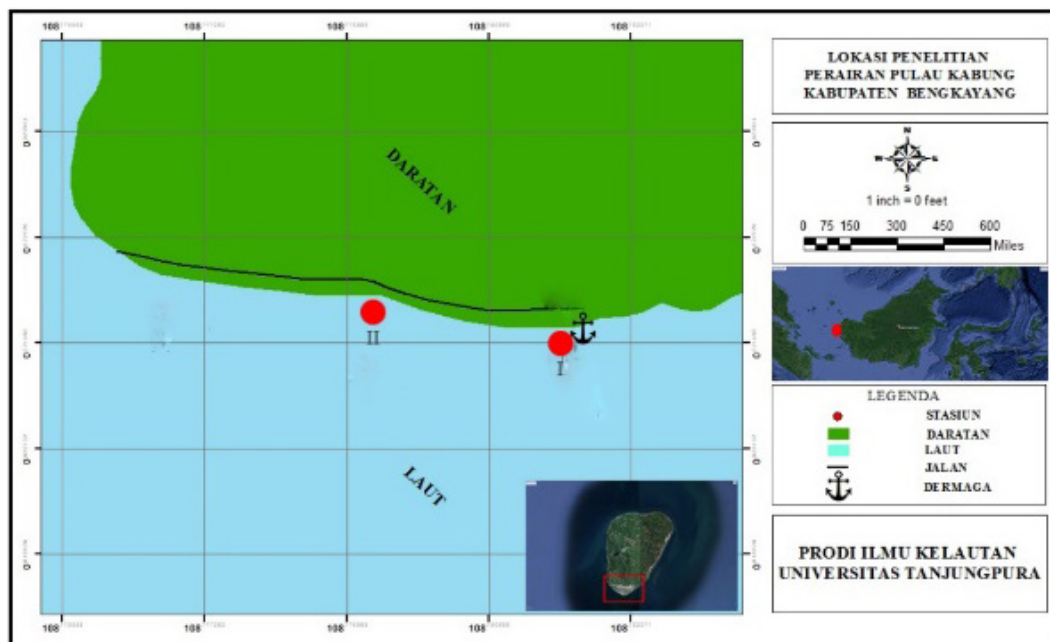 108
108
108
108
108
DARATAN
II
I
LAUT
LOKASI PENELITIAN
PERAIRAN PULAU KABUNG
KABUPATEN BENGKAYANG
N
W
E
S
1 inch = 0 feet
0 75 150 300 450 600
Miles
LEGENDA
STASIUN
DARATAN
LAUT
JALAN
DERMAGA
PRODI ILMU KELAUTAN
UNIVERSITAS TANJUNGPURA
108
108
108
108
108